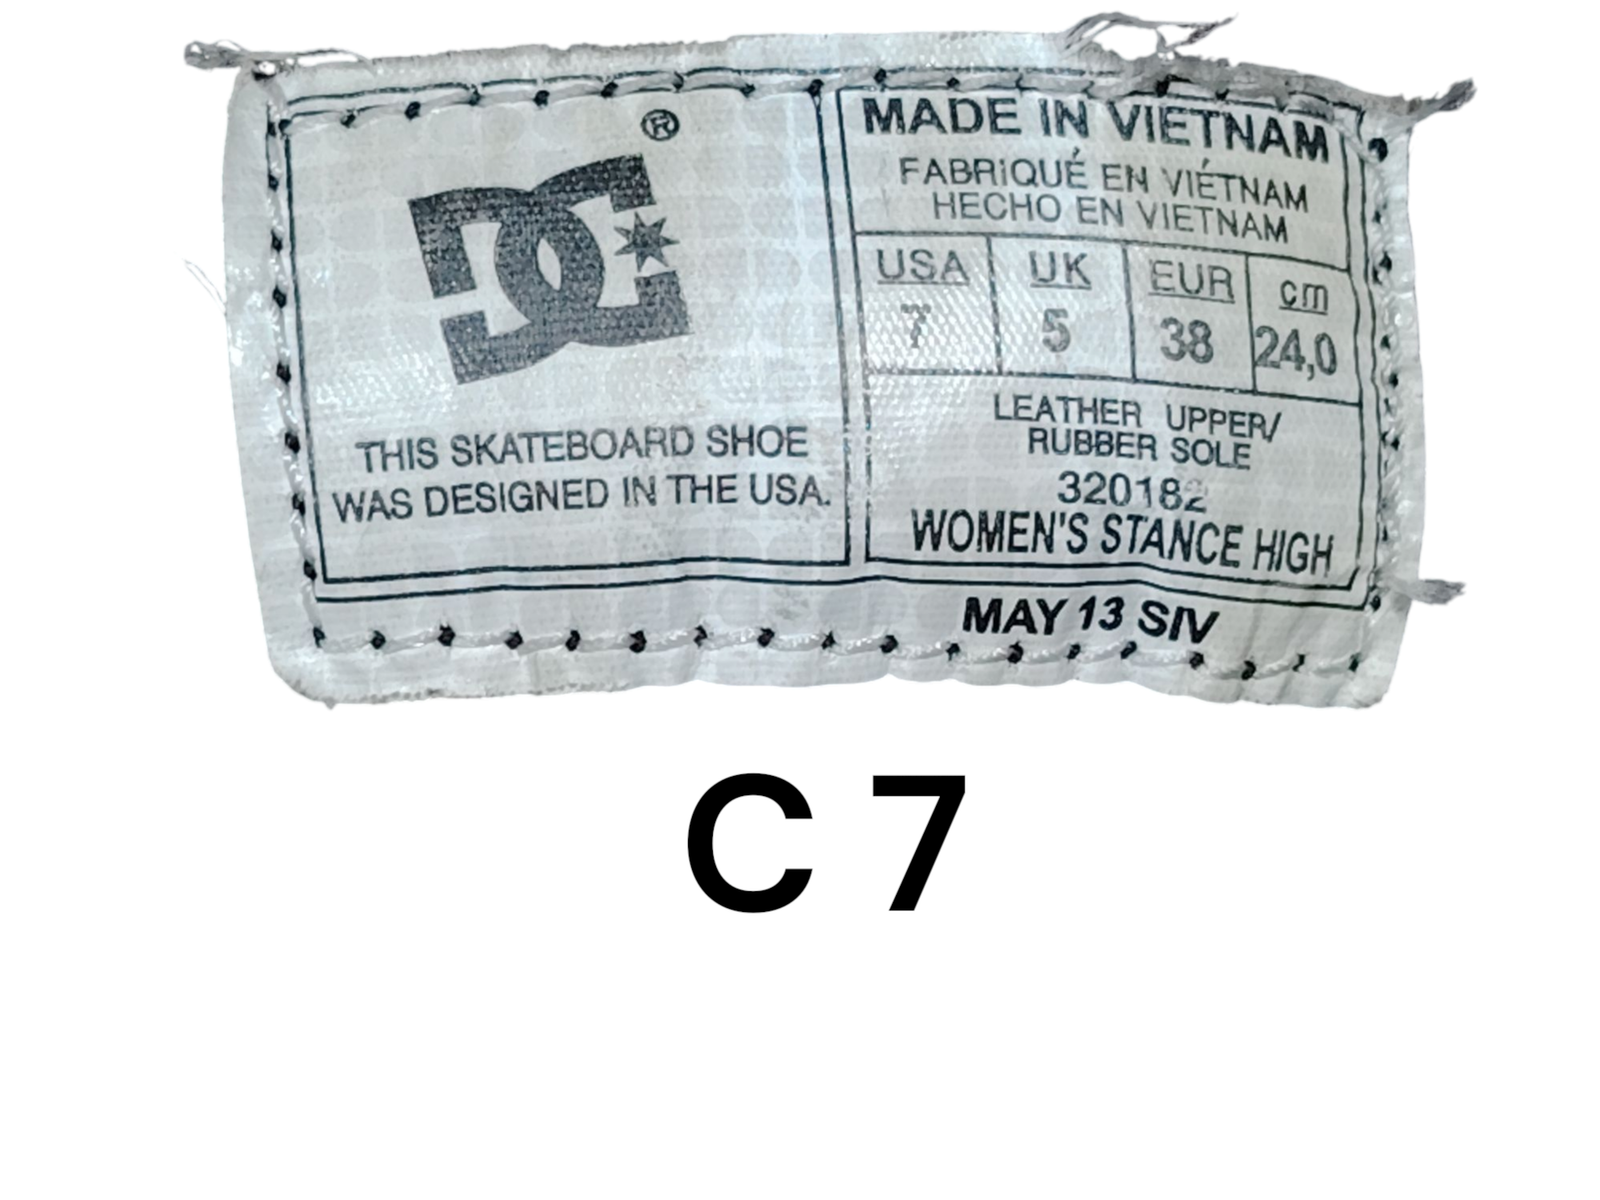 DC
®
THIS SKATEBOARD SHOE
WAS DESIGNED IN THE USA.
MADE IN VIETNAM
FABRIQUÉ EN VIÉTNAM
HECHO EN VIETNAM
USA UK EUR cm
7 5 38 24,0
LEATHER UPPER/
RUBBER SOLE
320182
WOMEN'S STANCE HIGH
MAY 13 SIV
C 7